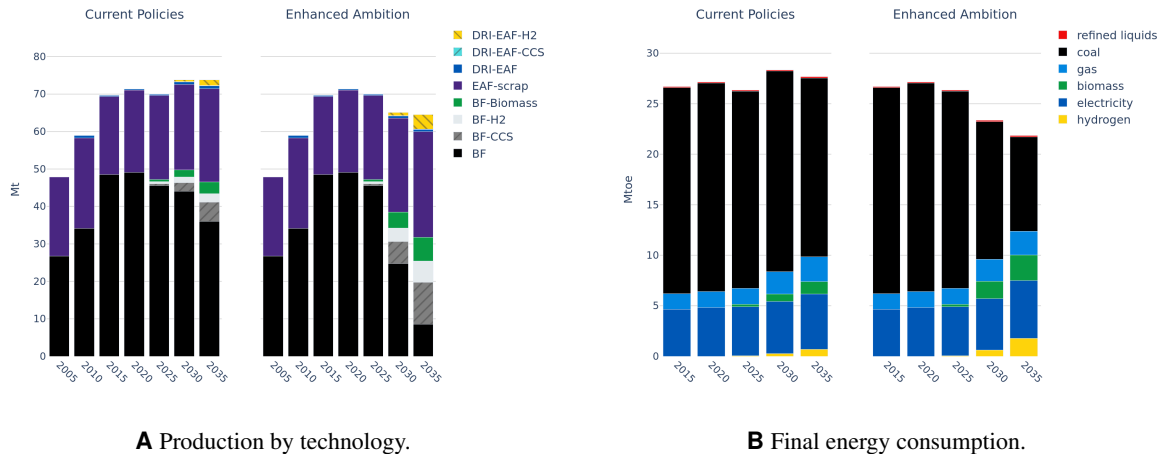 Current Policies
Enhanced Ambition
80
70
60
50
40
30
20
10
0
Mt
2005
2010
2015
2020
2025
2030
2035
2005
2010
2015
2020
2025
2030
2035
DRI-EAF-H2
DRI-EAF-CCS
DRI-EAF
EAF-scrap
BF-Biomass
BF-H2
BF-CCS
BF
A Production by technology.
Current Policies
Enhanced Ambition
30
25
20
15
10
5
0
Mtoe
2015
2020
2025
2030
2035
2015
2020
2025
2030
2035
refined liquids
coal
gas
biomass
electricity
hydrogen
B Final energy consumption.